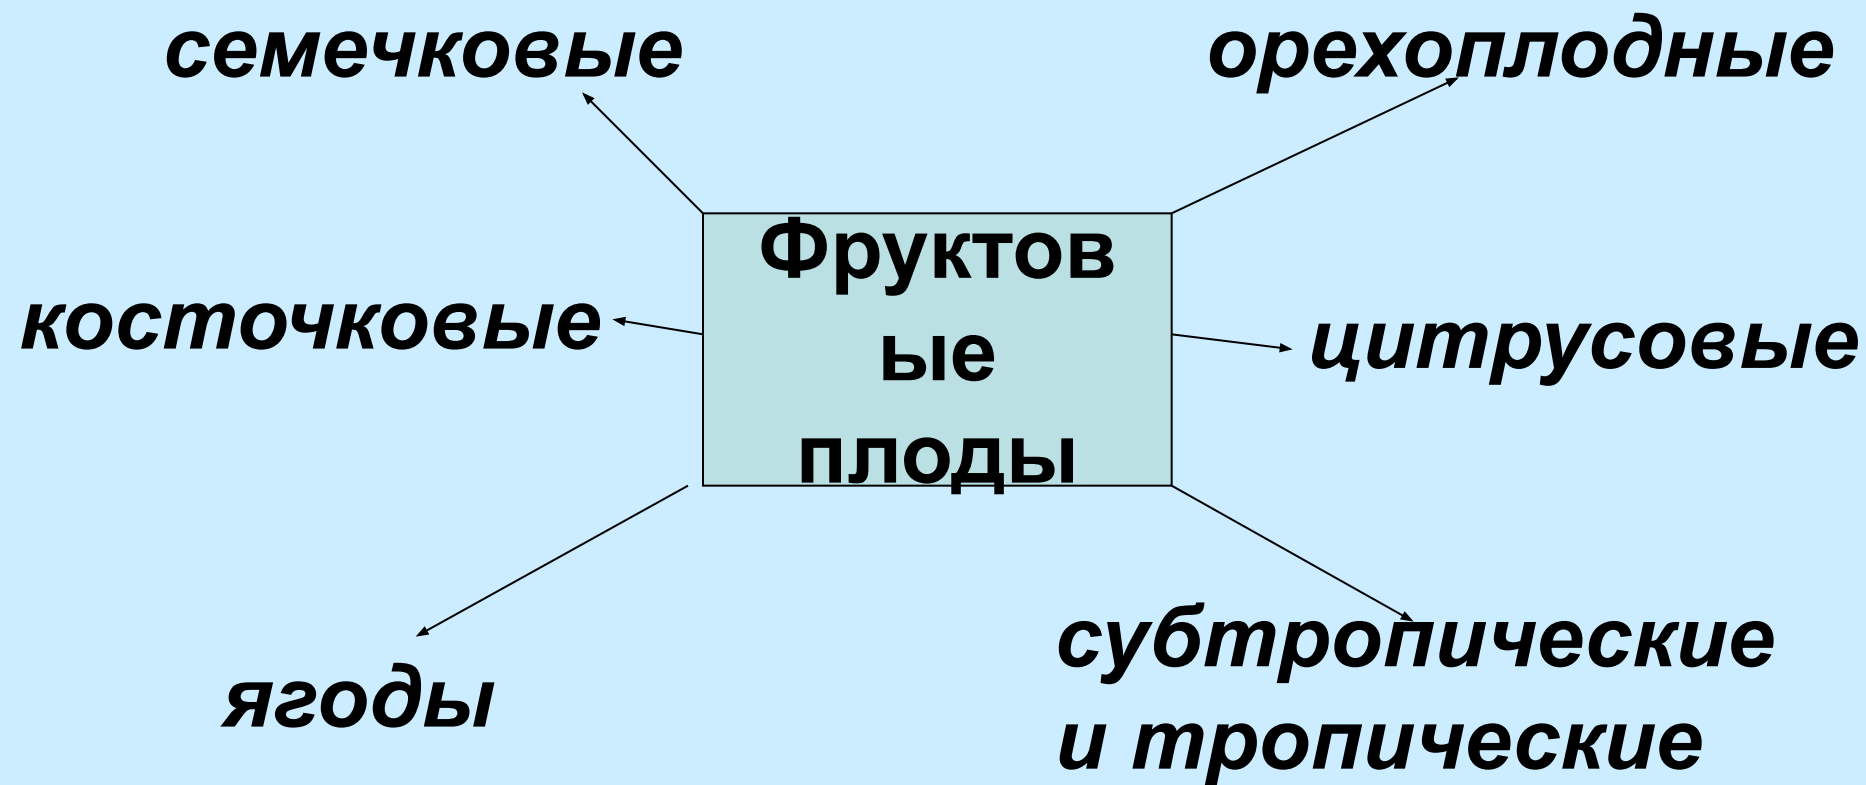 семечковые
орехоплодные
Фруктов
ые
плоды
косточковые
цитрусовые
ягоды
субтропические
и тропические